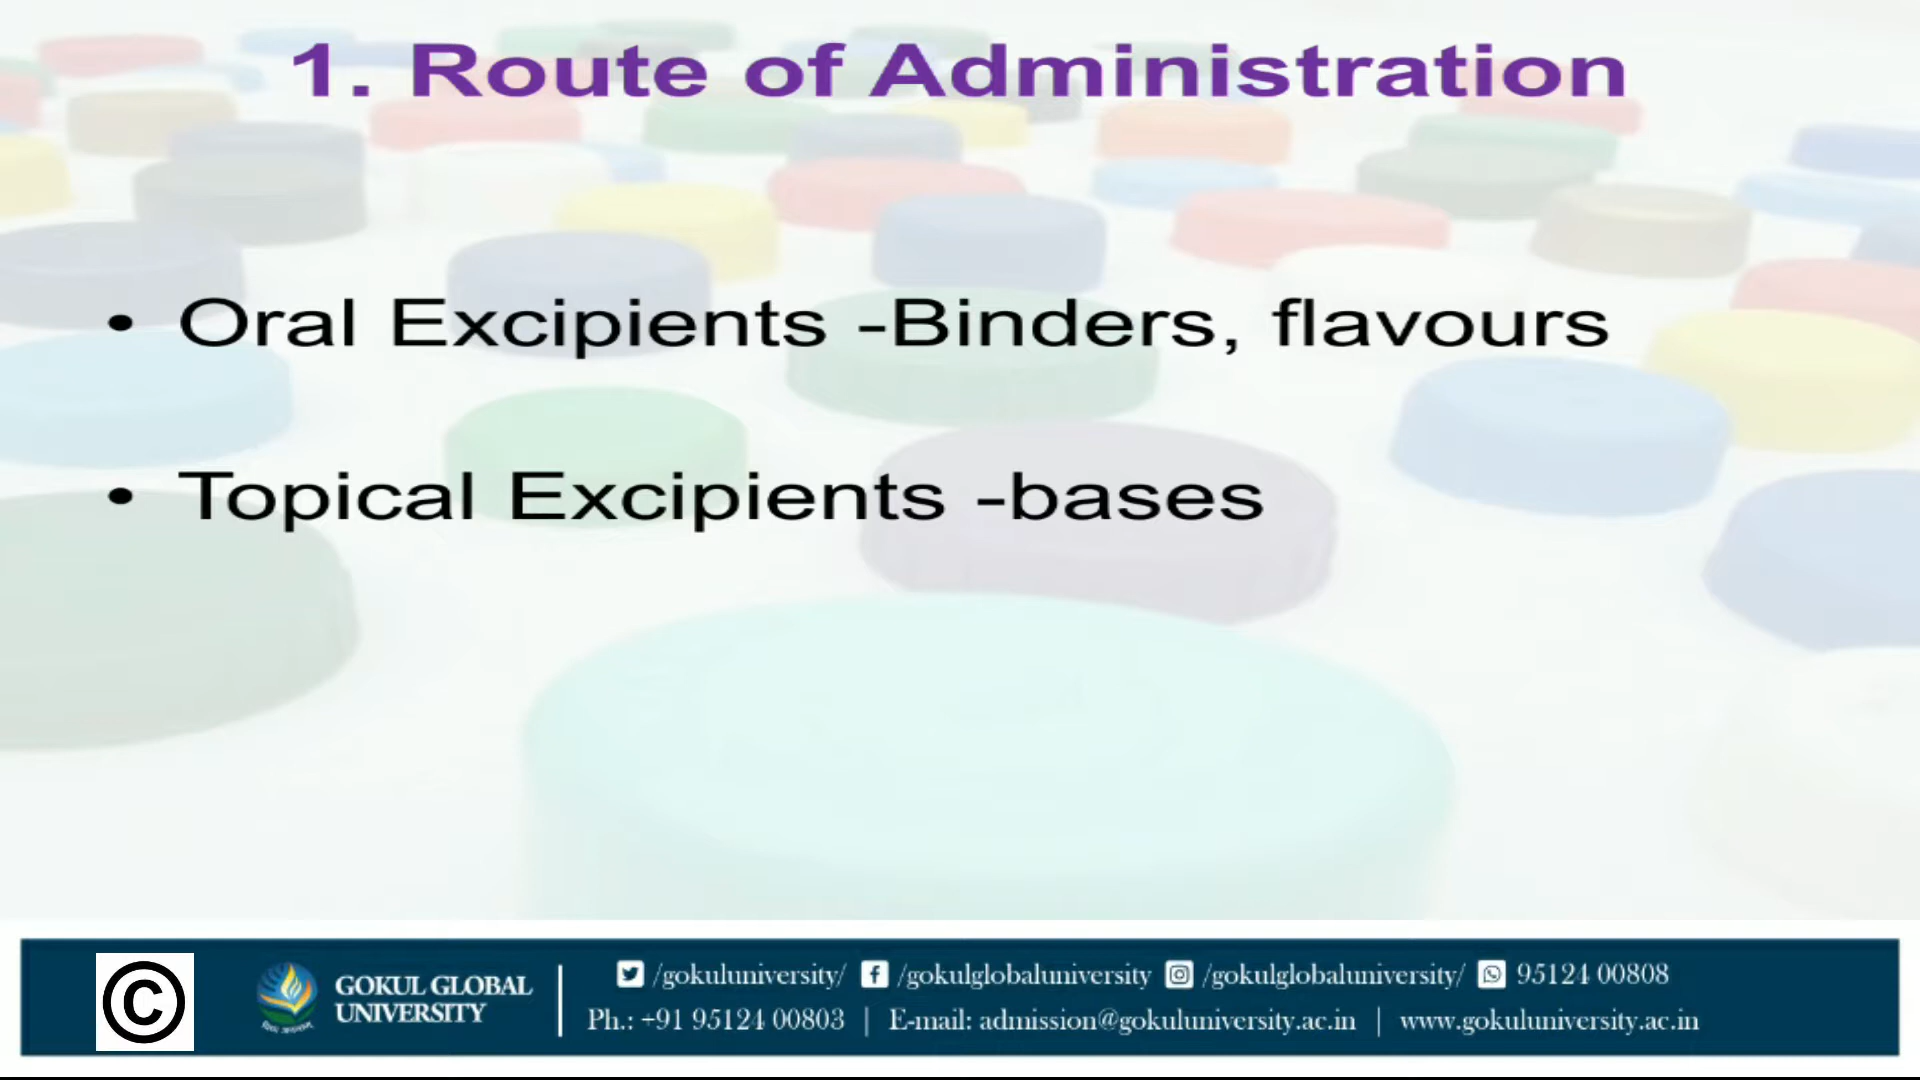 1. Route of Administration
• Oral Excipients -Binders, flavours
• Topical Excipients -bases
©
GOKUL GLOBAL
UNIVERSITY
/gokuluniversity/ /gokulglobaluniversity /gokulglobaluniversity/ 95124 00808
Ph.: +91 95124 00803 | E-mail: admission@gokuluniversity.ac.in | www.gokuluniversity.ac.in